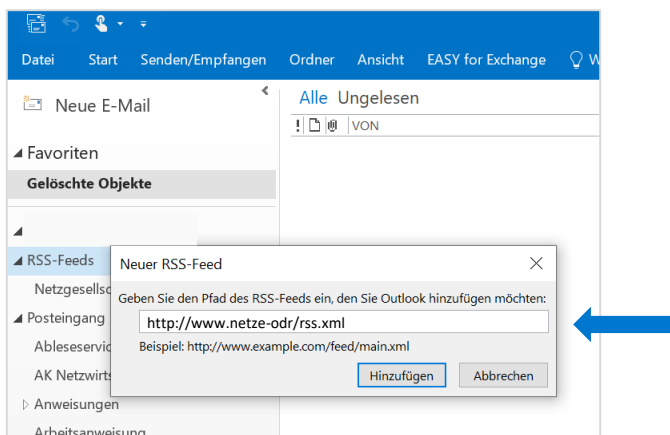 Datei Start Senden/Empfangen Ordner Ansicht EASY for Exchange W
Neue E-Mail
Alle Ungelesen
! VON
Favoriten
Gelöschte Objekte
RSS-Feeds
Netzgesellsc
Posteingang
Ableseservic
AK Netzwirts
Anweisungen
Arbeitsanweisung
Neuer RSS-Feed
Geben Sie den Pfad des RSS-Feeds ein, den Sie Outlook hinzufügen möchten:
http://www.netze-odr/rss.xml
Beispiel: http://www.example.com/feed/main.xml
Hinzufügen Abbrechen